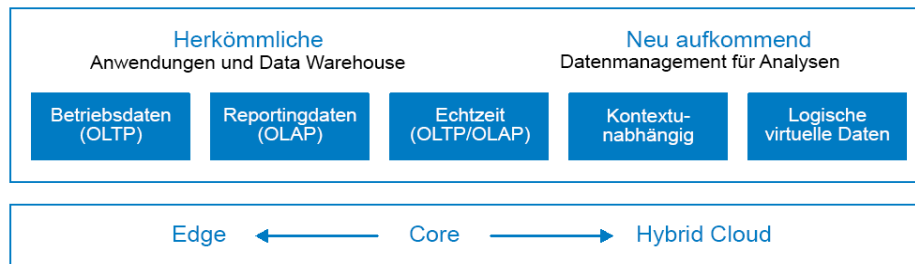 Herkömmliche
Anwendungen und Data Warehouse
Neu aufkommend
Datenmanagement für Analysen
Betriebsdaten
(OLTP)
Reportingdaten
(OLAP)
Echtzeit
(OLTP/OLAP)
Kontextu-
nabhängig
Logische
virtuelle Daten
Edge
Core
Hybrid Cloud